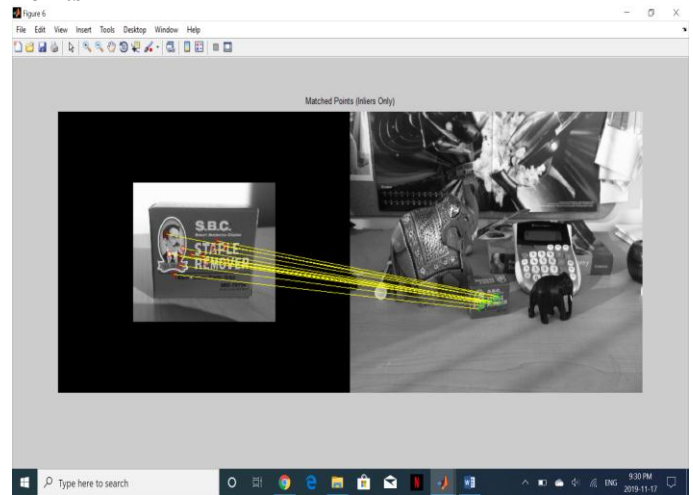 Figure 6
File Edit View Insert Tools Desktop Window Help
Matched Points (Inliers Only)
S.B.C.
STAPLE
REMOVER
S.B.C.
Type here to search
ENG
9:30 PM
2019-11-17